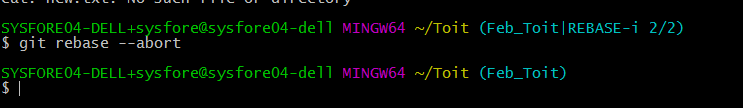 cat: new.txt: No such file or directory
SYSFORE04-DELL+sysfore@sysfore04-dell MINGW64 ~/Toit (Feb_Toit|REBASE-i 2/2)
$ git rebase --abort
SYSFORE04-DELL+sysfore@sysfore04-dell MINGW64 ~/Toit (Feb_Toit)
$